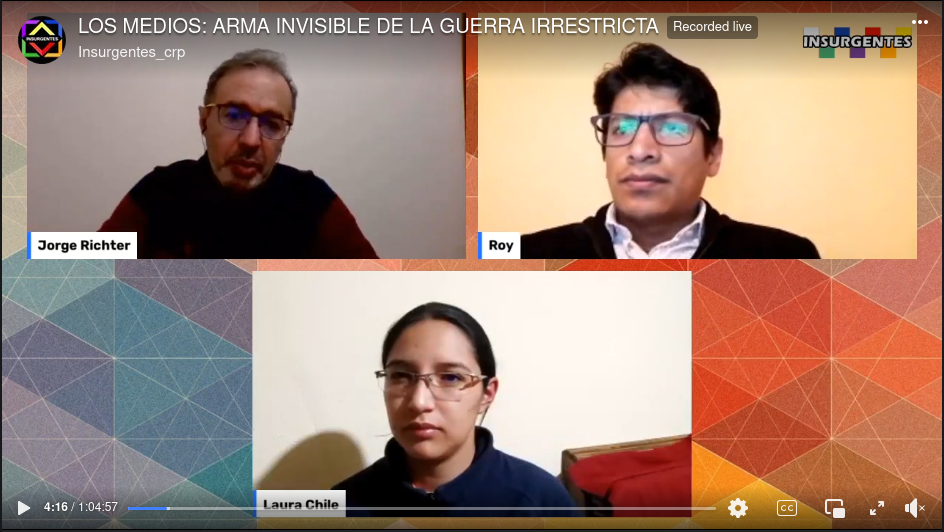 LOS MEDIOS: ARMA INVISIBLE DE LA GUERRA IRRESTRICTA
Recorded live
Insurgentes_crp
INSURGENTES
INSURGENTES
Jorge Richter
Roy
Laura Chile
4:16 / 1:04:57
CC